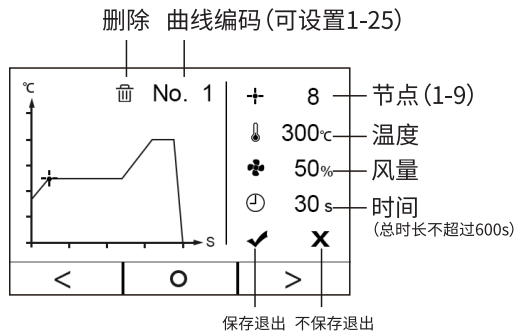 删除 曲线编码(可设置1-25)
℃
No. 1
8
节点(1-9)
300℃
温度
50%
风量
30 s
时间
(总时长不超过600s)
S
< O >
保存退出 不保存退出